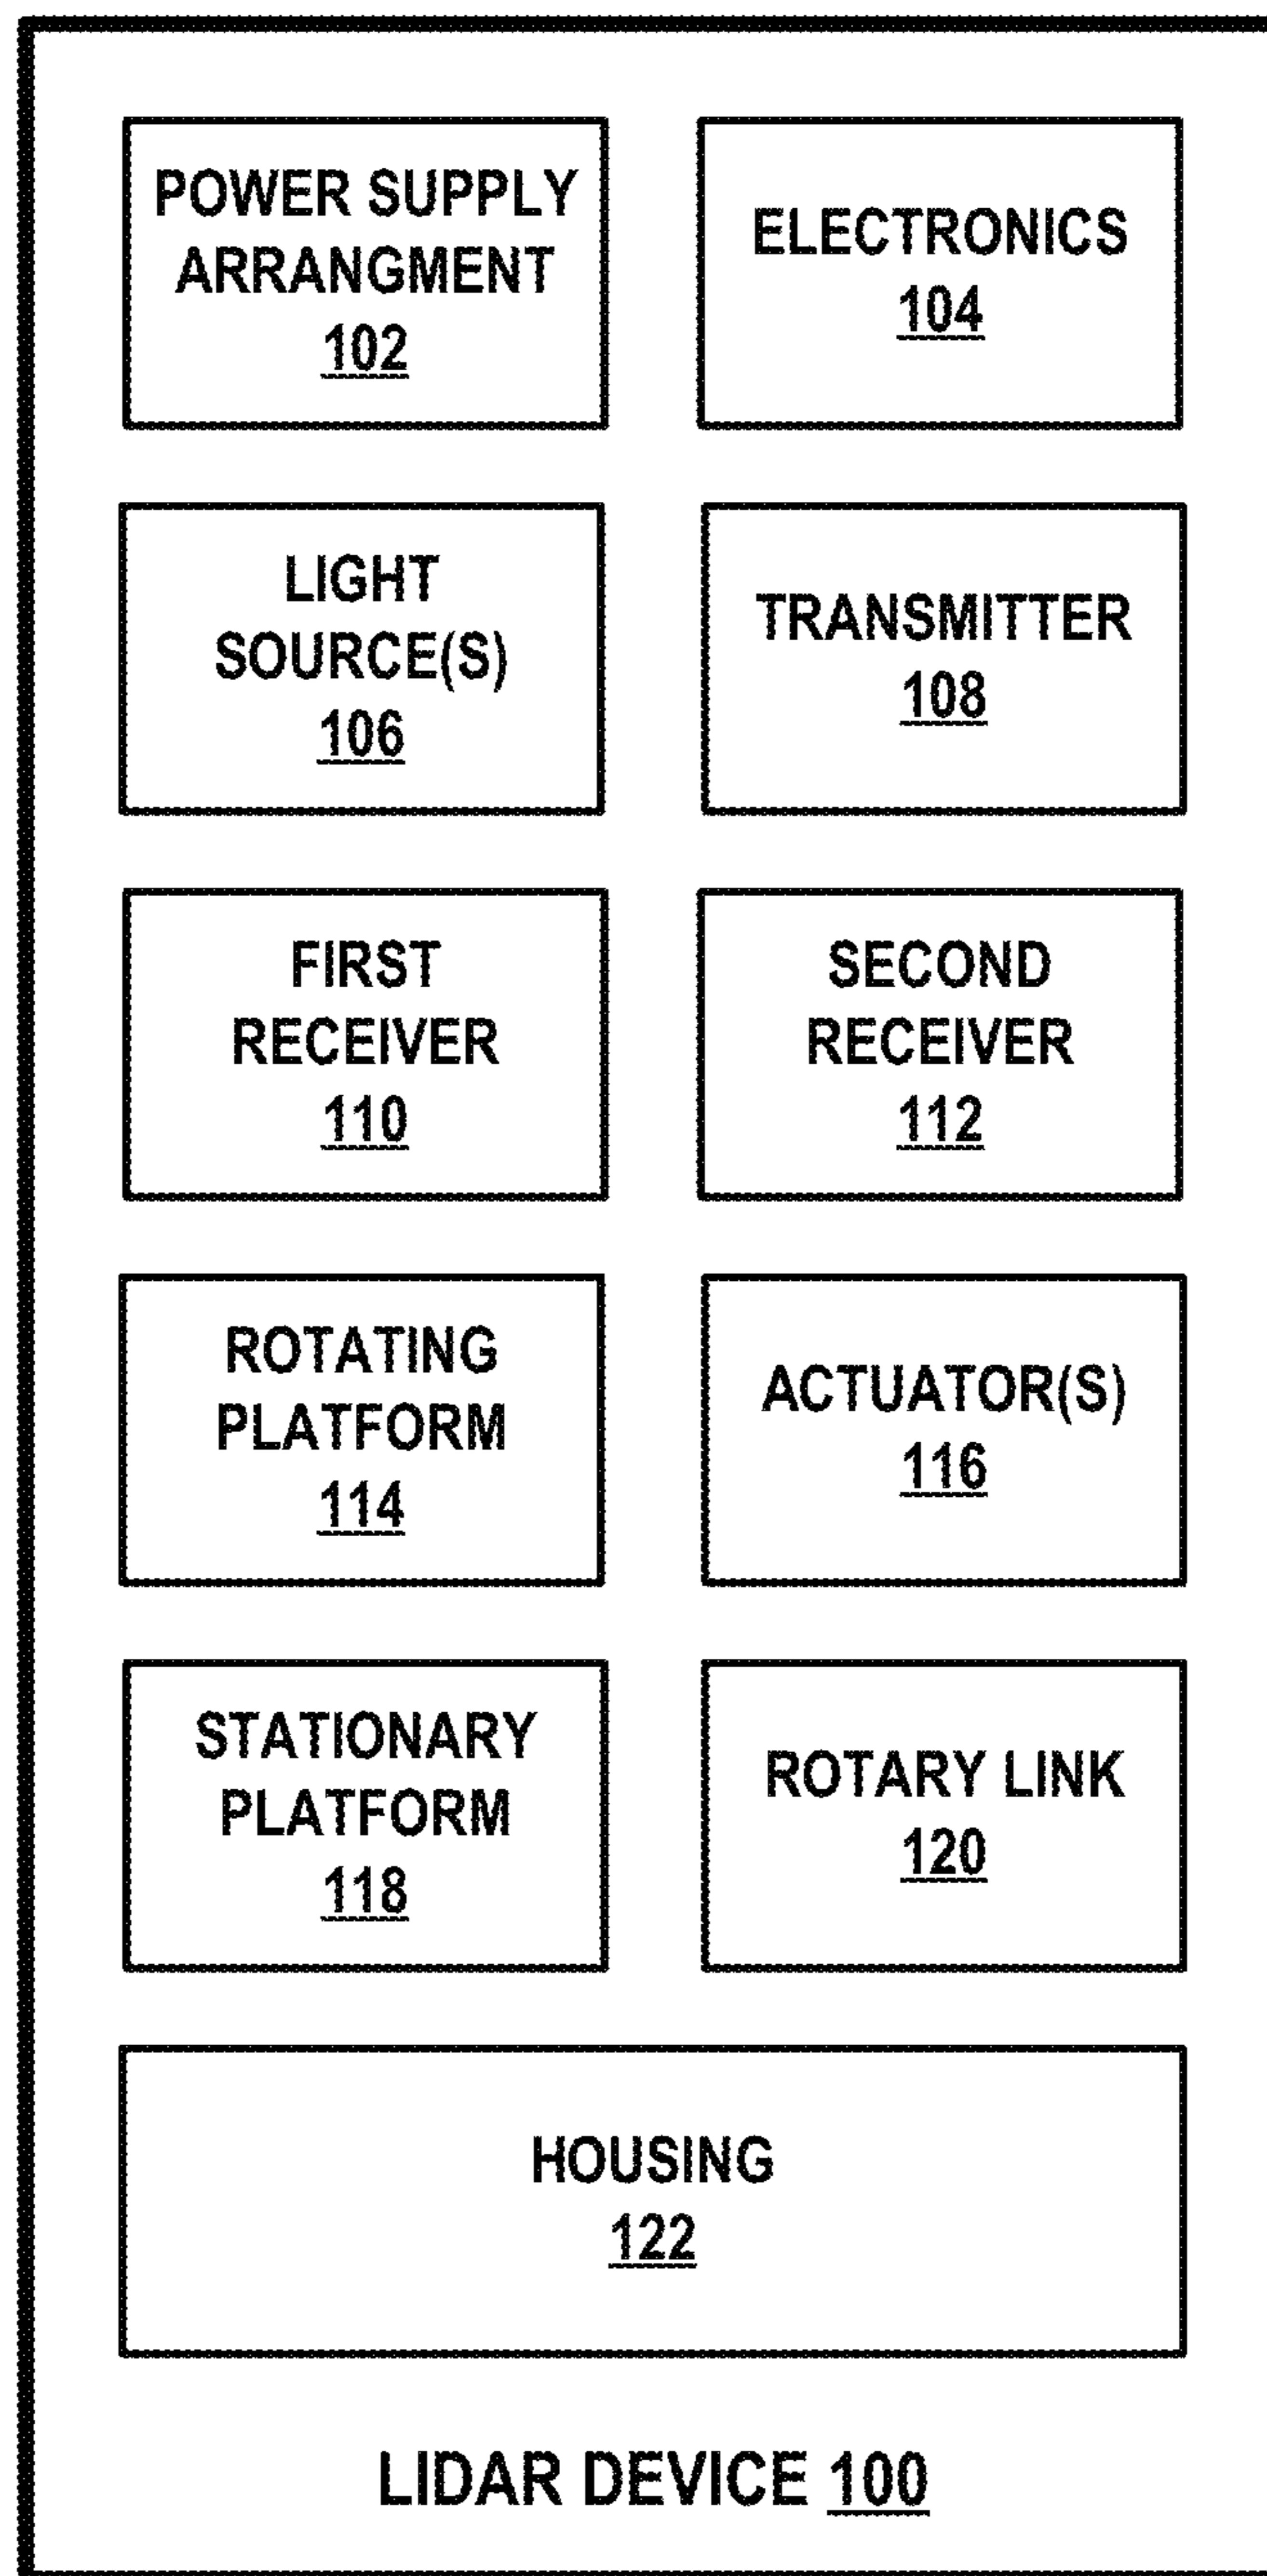 POWER SUPPLY
ARRANGMENT
102
ELECTRONICS
104
LIGHT
SOURCE(S)
106
TRANSMITTER
108
FIRST
RECEIVER
110
SECOND
RECEIVER
112
ROTATING
PLATFORM
114
ACTUATOR(S)
116
STATIONARY
PLATFORM
118
ROTARY LINK
120
HOUSING
122
LIDAR DEVICE 100